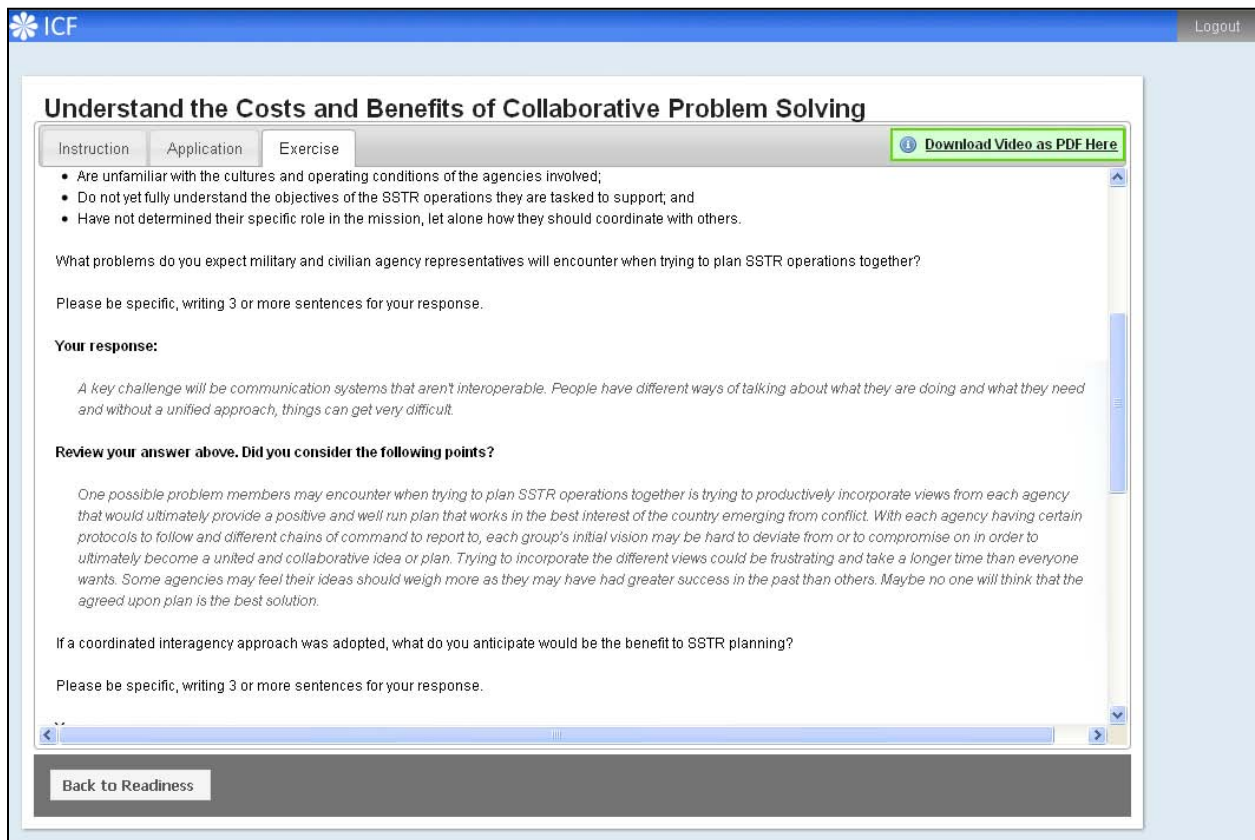 ICF
Logout
Understand the Costs and Benefits of Collaborative Problem Solving
Instruction
Application
Exercise
Download Video as PDF Here
• Are unfamiliar with the cultures and operating conditions of the agencies involved;
• Do not yet fully understand the objectives of the SSTR operations they are tasked to support; and
• Have not determined their specific role in the mission, let alone how they should coordinate with others.
What problems do you expect military and civilian agency representatives will encounter when trying to plan SSTR operations together?
Please be specific, writing 3 or more sentences for your response.
Your response:
A key challenge will be communication systems that aren't interoperable. People have different ways of talking about what they are doing and what they need
and without a unified approach, things can get very difficult.
Review your answer above. Did you consider the following points?
One possible problem members may encounter when trying to plan SSTR operations together is trying to productively incorporate views from each agency
that would ultimately provide a positive and well run plan that works in the best interest of the country emerging from conflict. With each agency having certain
protocols to follow and different chains of command to report to, each group's initial vision may be hard to deviate from or to compromise on in order to
ultimately become a united and collaborative idea or plan. Trying to incorporate the different views could be frustrating and take a longer time than everyone
wants. Some agencies may feel their ideas should weigh more as they may have had greater success in the past than others. Maybe no one will think that the
agreed upon plan is the best solution.
If a coordinated interagency approach was adopted, what do you anticipate would be the benefit to SSTR planning?
Please be specific, writing 3 or more sentences for your response.
Back to Readiness